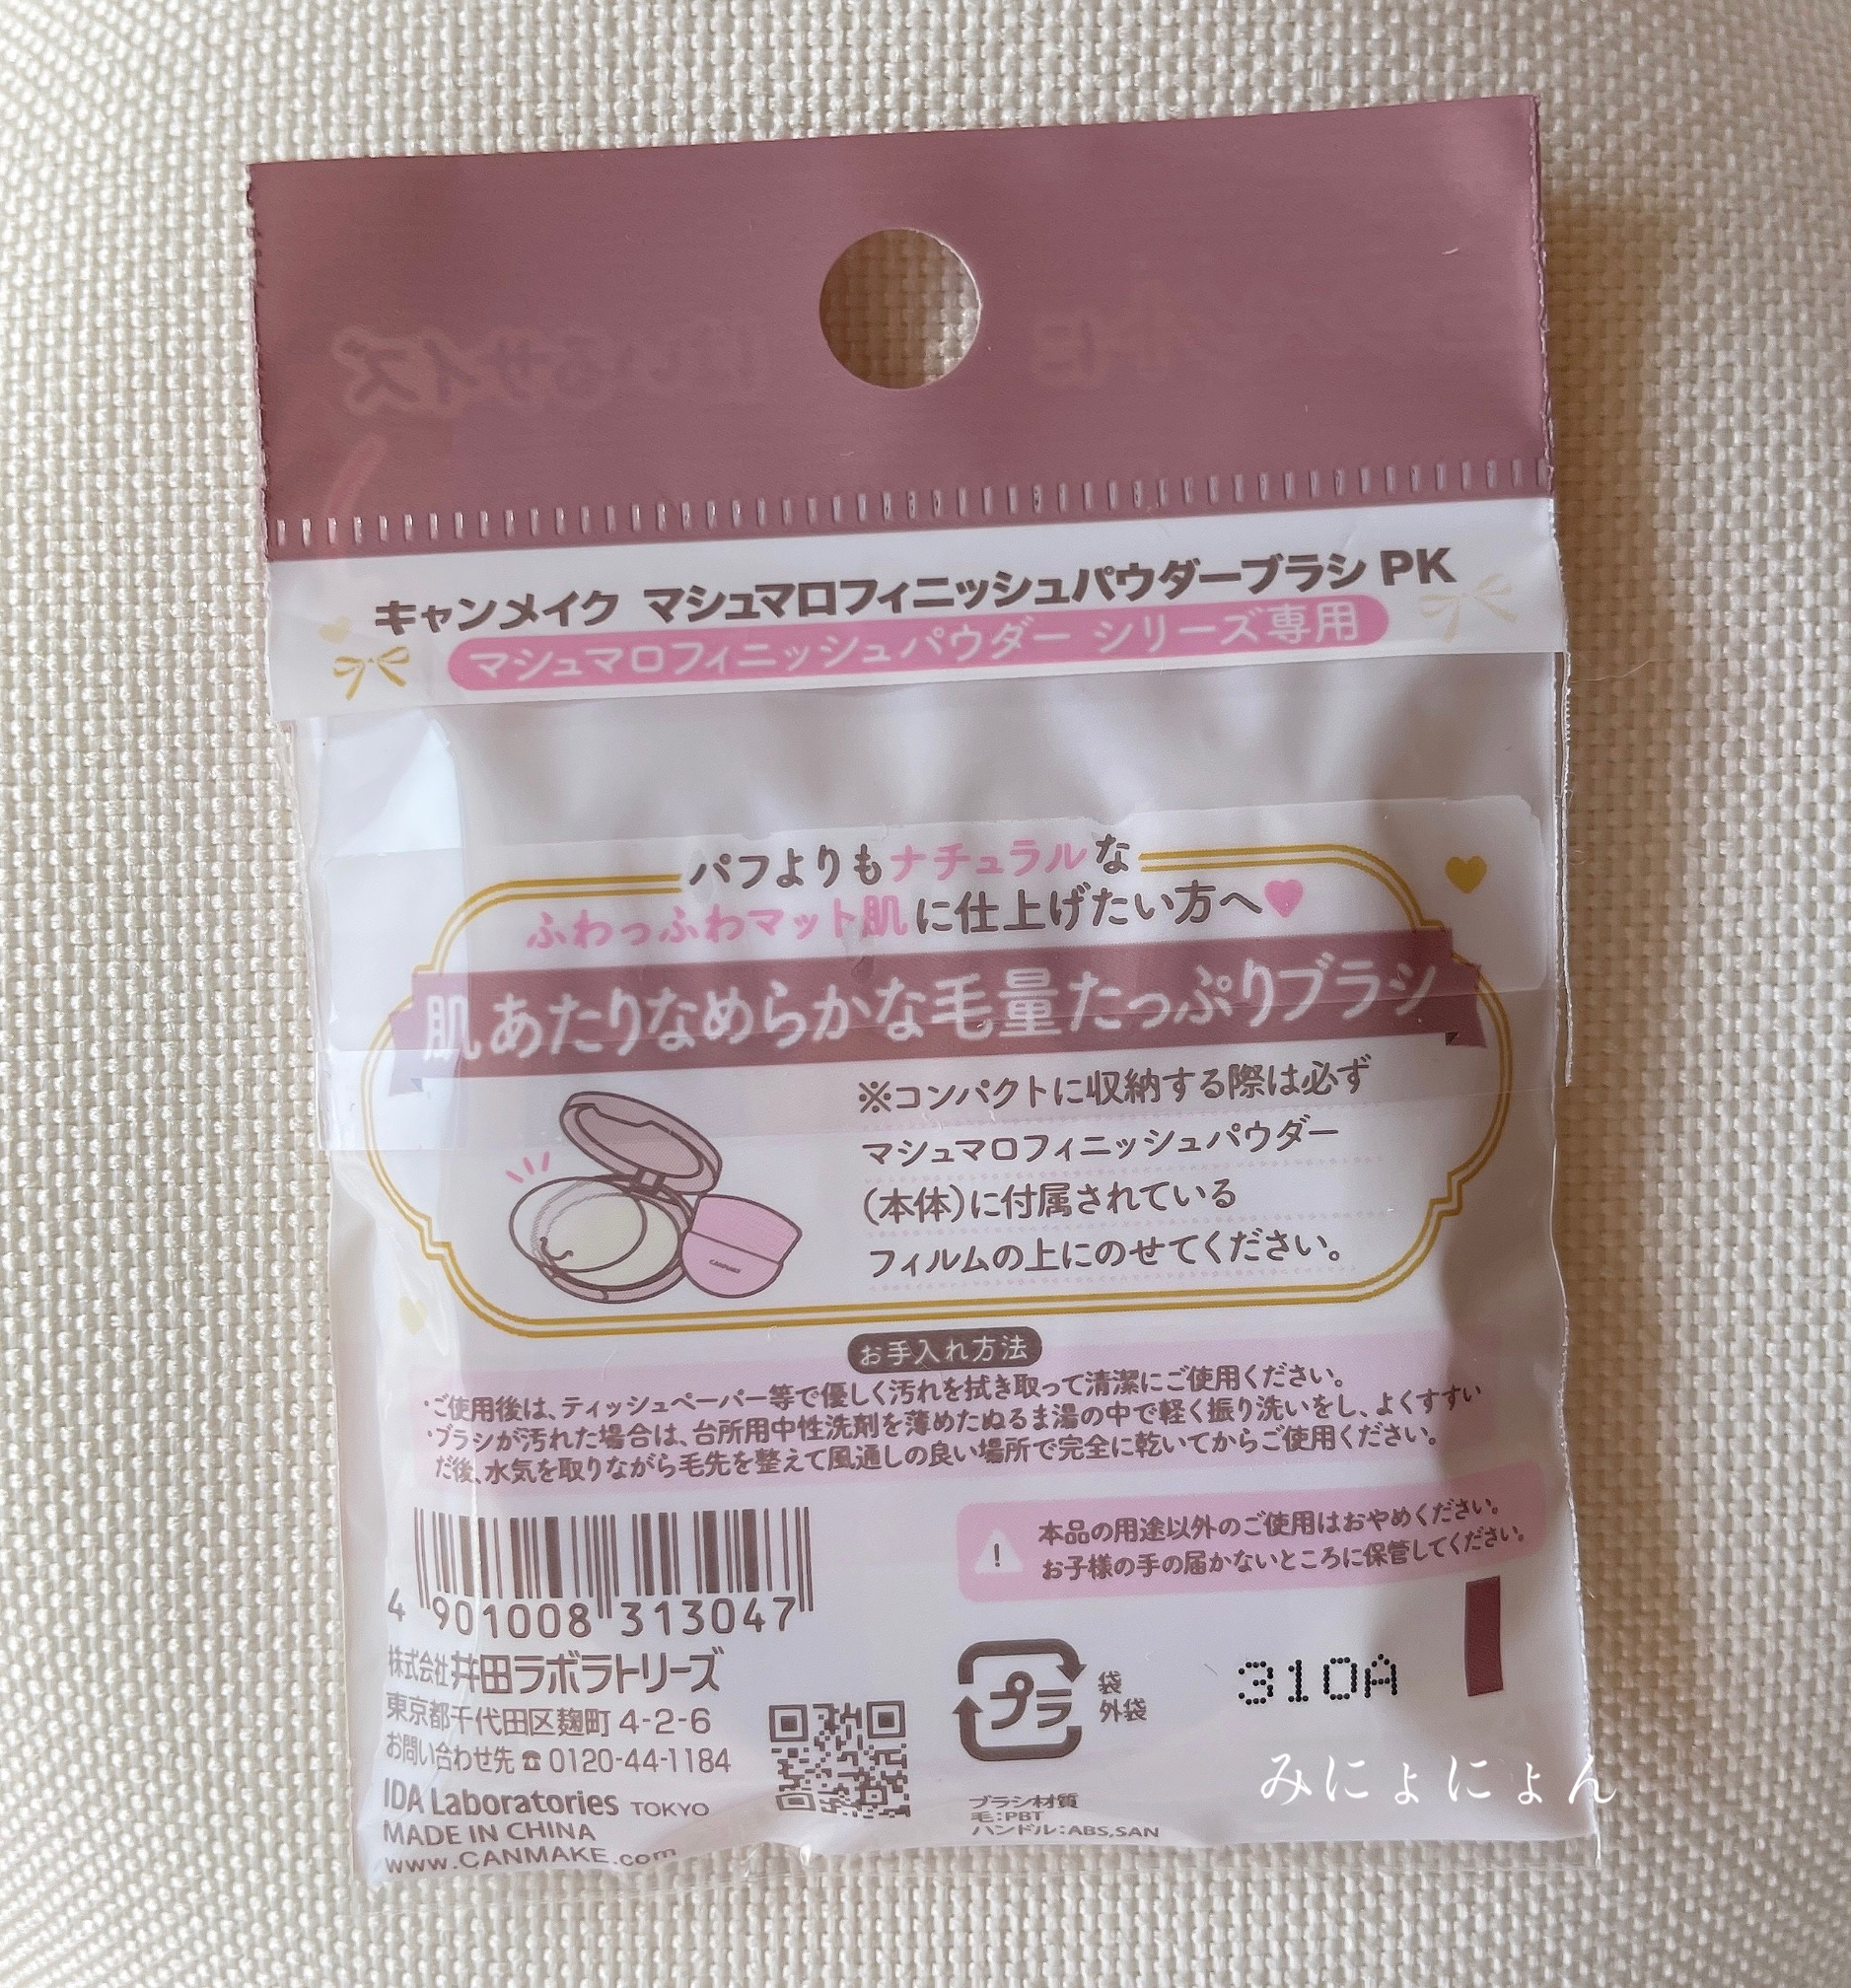 キャンメイク マシュマロフィニッシュパウダーブラシ PK
マシュマロフィニッシュパウダー シリーズ専用
パフよりもナチュラルな
ふわっふわマット肌に仕上げたい方へ
肌あたりなめらかな毛量たっぷりブラシ
※コンパクトに収納する際は必ず
マシュマロフィニッシュパウダー
(本体)に付属されている
フィルムの上にのせてください。
お手入れ方法
・ご使用後は、ティッシュペーパー等で優しく汚れを拭き取って清潔にご使用ください。
・ブラシが汚れた場合は、台所用中性洗剤を薄めたぬるま湯の中で軽く振り洗いをし、よくすすい
だ後、水気を取りながら毛先を整えて風通しの良い場所で完全に乾いてからご使用ください。
本品の用途以外のご使用はおやめください。
お子様の手の届かないところに保管してください。
4 901008 313047
株式会社 井田ラボラトリーズ
東京都千代田区麹町 4-2-6
お問い合わせ先 ☎ 0120-44-1184
IDA Laboratories TOKYO
MADE IN CHINA
www.CANMAKE.com
プラ
袋
外袋
310A
ブラシ材質
毛:PBT
ハンドル:ABS,SAN
みにょにょん